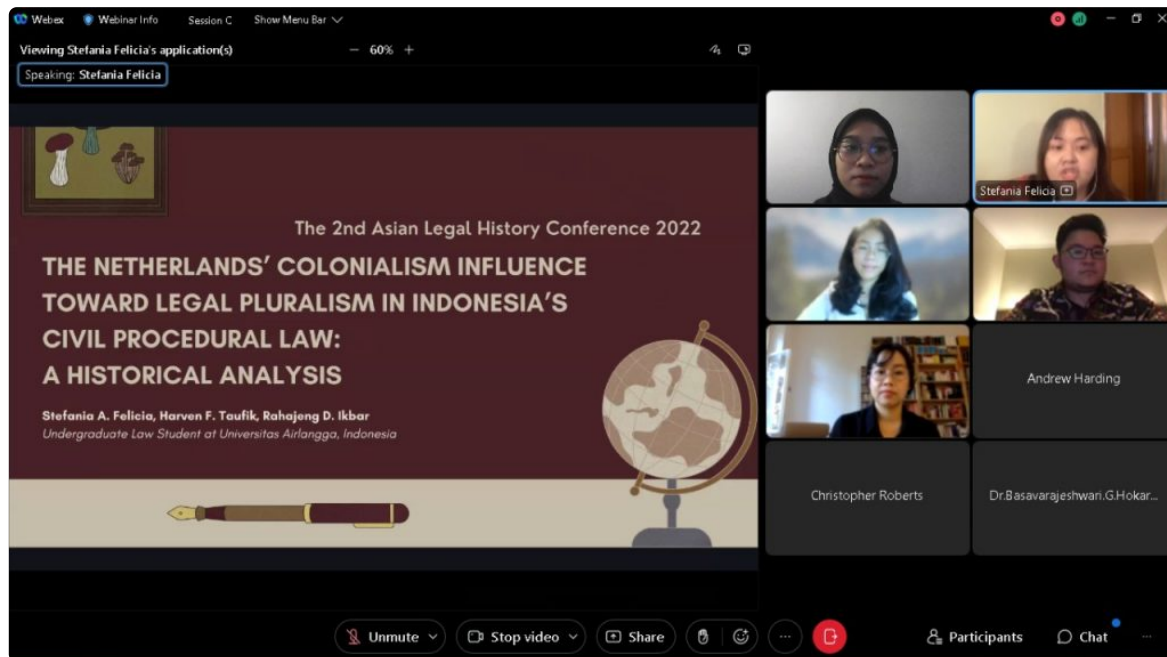 Webex Webinar Info Session C Show Menu Bar
Viewing Stefania Felicia's application(s) — 60% +
Speaking: Stefania Felicia
The 2nd Asian Legal History Conference 2022
THE NETHERLANDS' COLONIALISM INFLUENCE
TOWARD LEGAL PLURALISM IN INDONESIA'S
CIVIL PROCEDURAL LAW:
A HISTORICAL ANALYSIS
Stefania A. Felicia, Harven F. Taufik, Rahajeng D. Ikbar
Undergraduate Law Student at Universitas Airlangga, Indonesia
Stefania Felicia
Andrew Harding
Christopher Roberts
Dr.Basavarajeshwari.G.Hokar...
Unmute Stop video Share ... Participants Chat ...